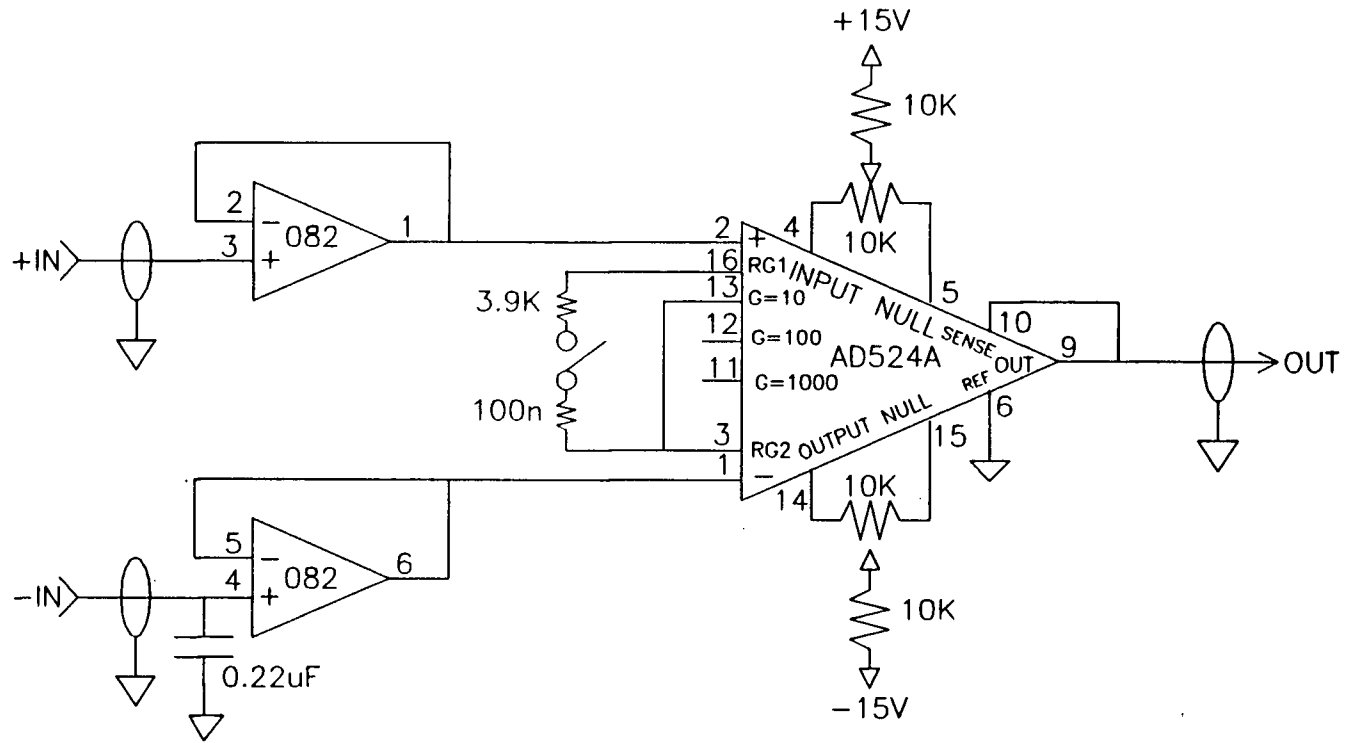 +15V
10K
10K
2
−
082
1
3
+
+IN
2
+
4
16
RG1
INPUT NULL
5
13
G=10
3.9K
12
G=100
11
G=1000
AD524A
SENSE
10
OUT
9
OUT
REF
6
100n
3
RG2
OUTPUT NULL
15
1
−
14
10K
5
−
082
6
4
+
-IN
0.22uF
10K
-15V